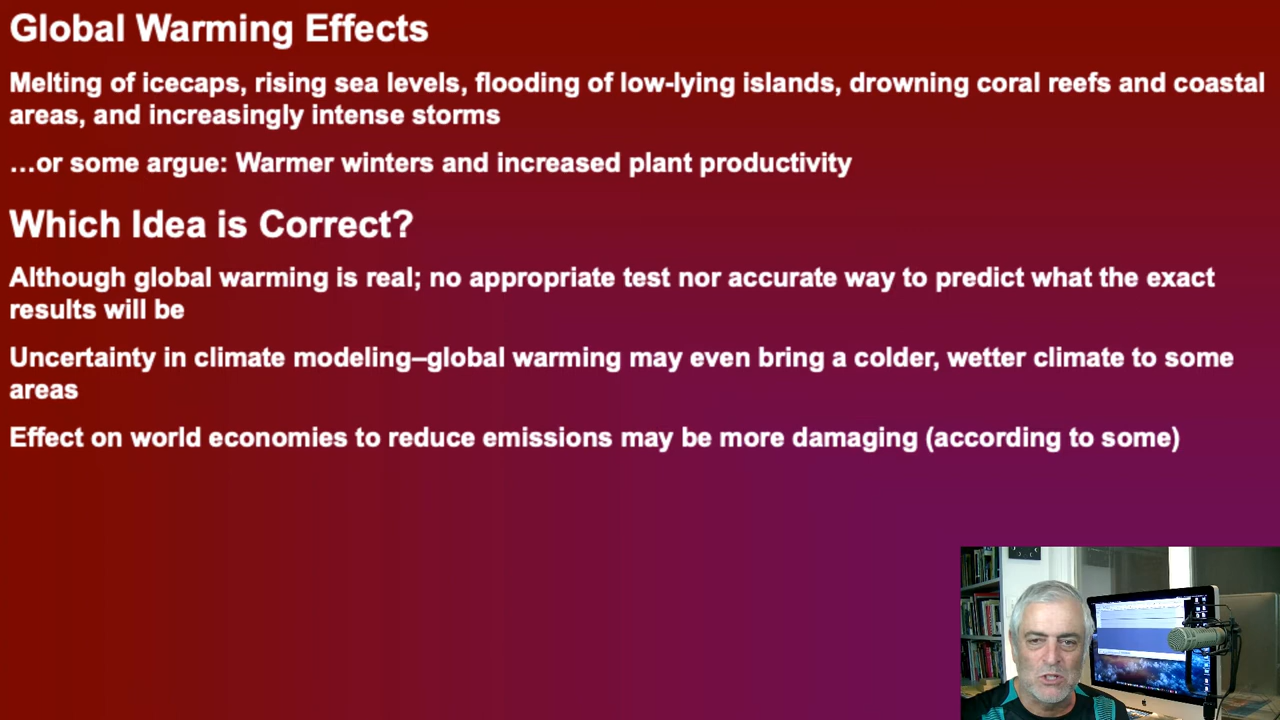 Global Warming Effects
Melting of icecaps, rising sea levels, flooding of low-lying islands, drowning coral reefs and coastal
areas, and increasingly intense storms
…or some argue: Warmer winters and increased plant productivity
Which Idea is Correct?
Although global warming is real; no appropriate test nor accurate way to predict what the exact
results will be
Uncertainty in climate modeling–global warming may even bring a colder, wetter climate to some
areas
Effect on world economies to reduce emissions may be more damaging (according to some)